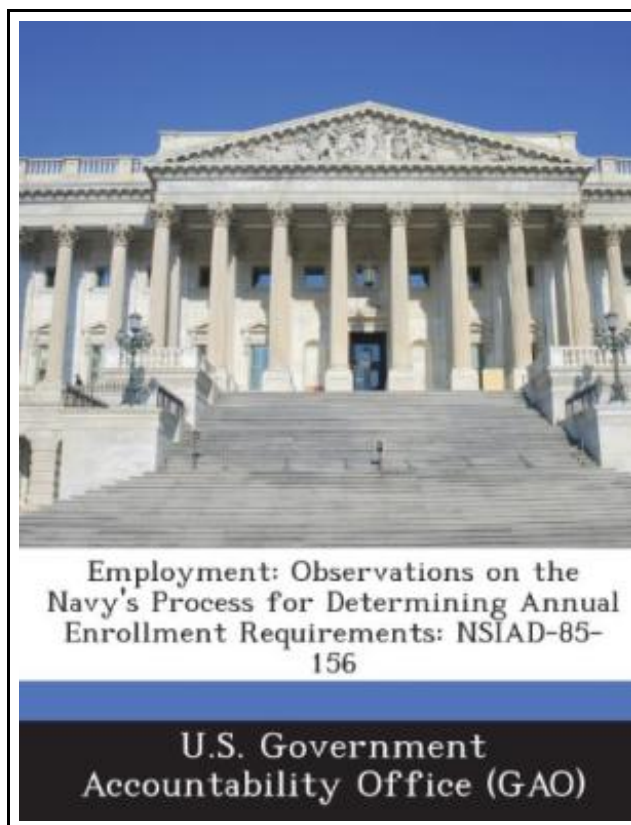 Employment: Observations on the
Navy's Process for Determining Annual
Enrollment Requirements: NSIAD-85-
156
U.S. Government
Accountability Office (GAO)